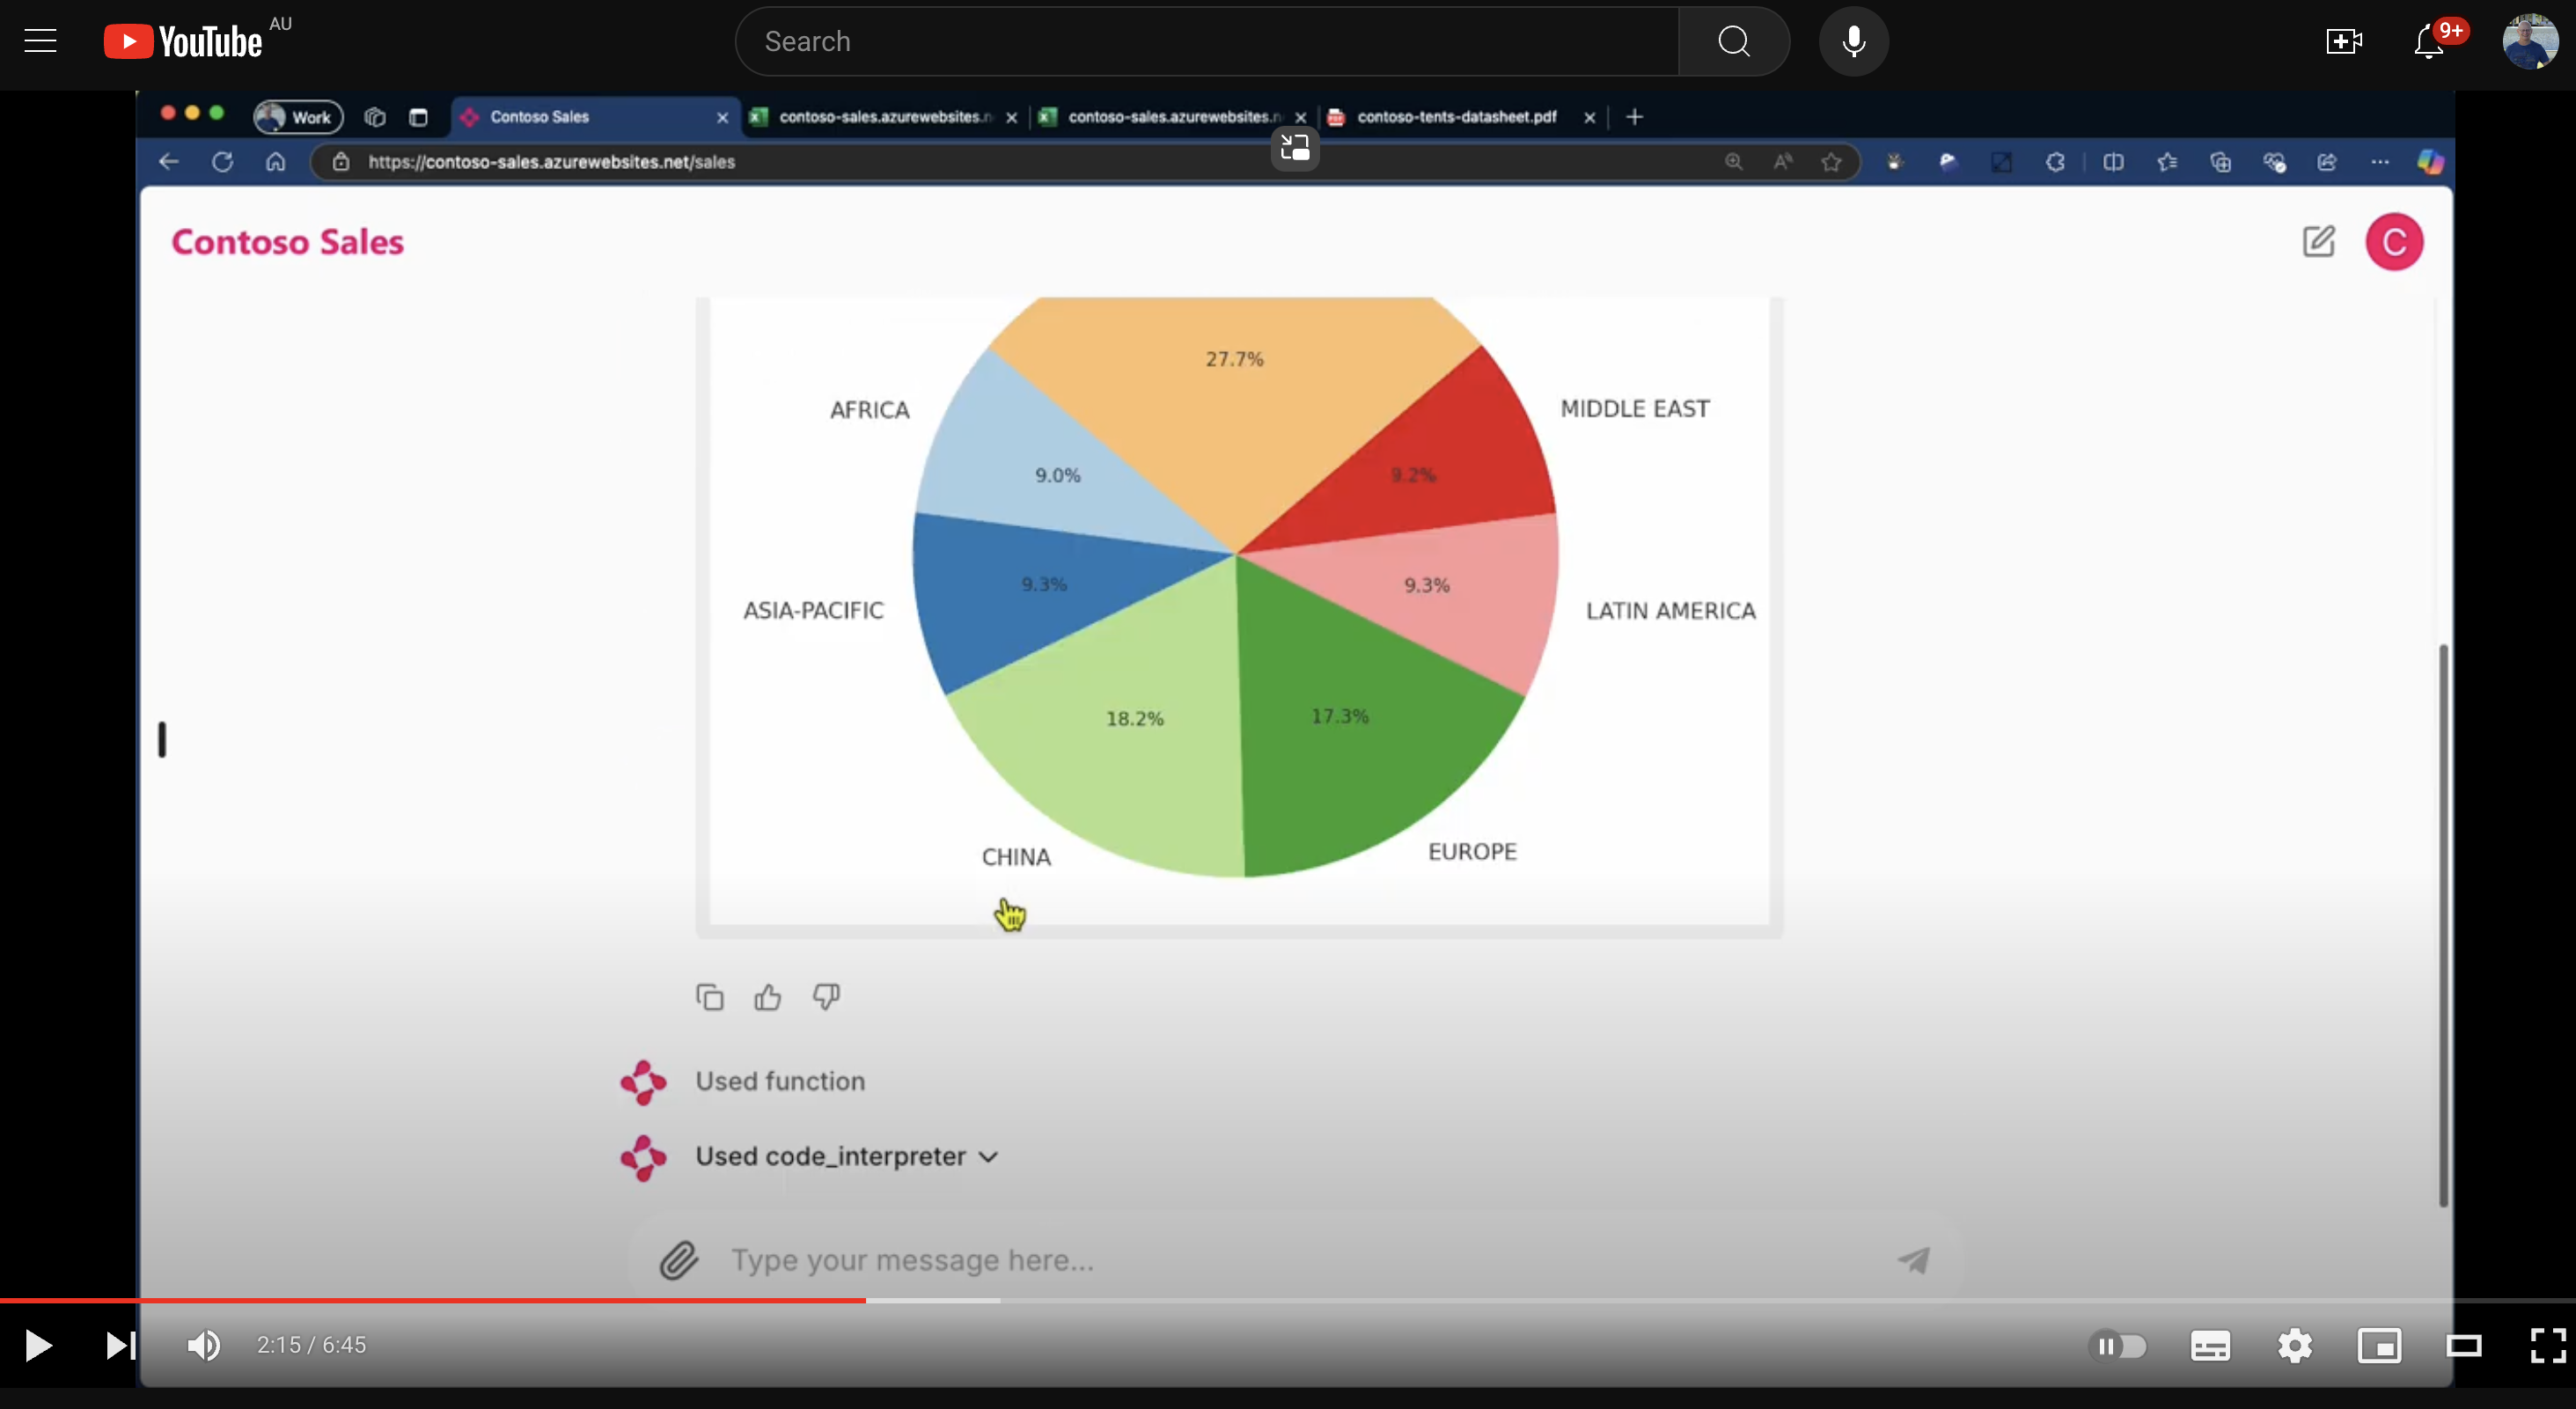 YouTube AU
Search
9+
Work
Contoso Sales
contoso-sales.azurewebsites.n
contoso-sales.azurewebsites.n
contoso-tents-datasheet.pdf
https://contoso-sales.azurewebsites.net/sales
Contoso Sales
C
27.7%
AFRICA
MIDDLE EAST
9.0%
9.2%
9.3%
9.3%
ASIA-PACIFIC
LATIN AMERICA
18.2%
17.3%
CHINA
EUROPE
Used function
Used code_interpreter
Type your message here...
2:15 / 6:45